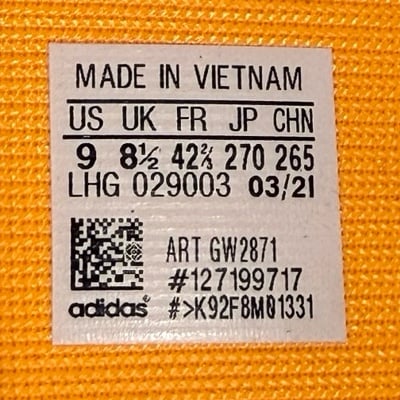 MADE IN VIETNAM
US UK FR JP CHN
9 8½ 42⅔ 270 265
LHG 029003 03/21
ART GW2871
#127199717
adidas® #>K92F8M01331